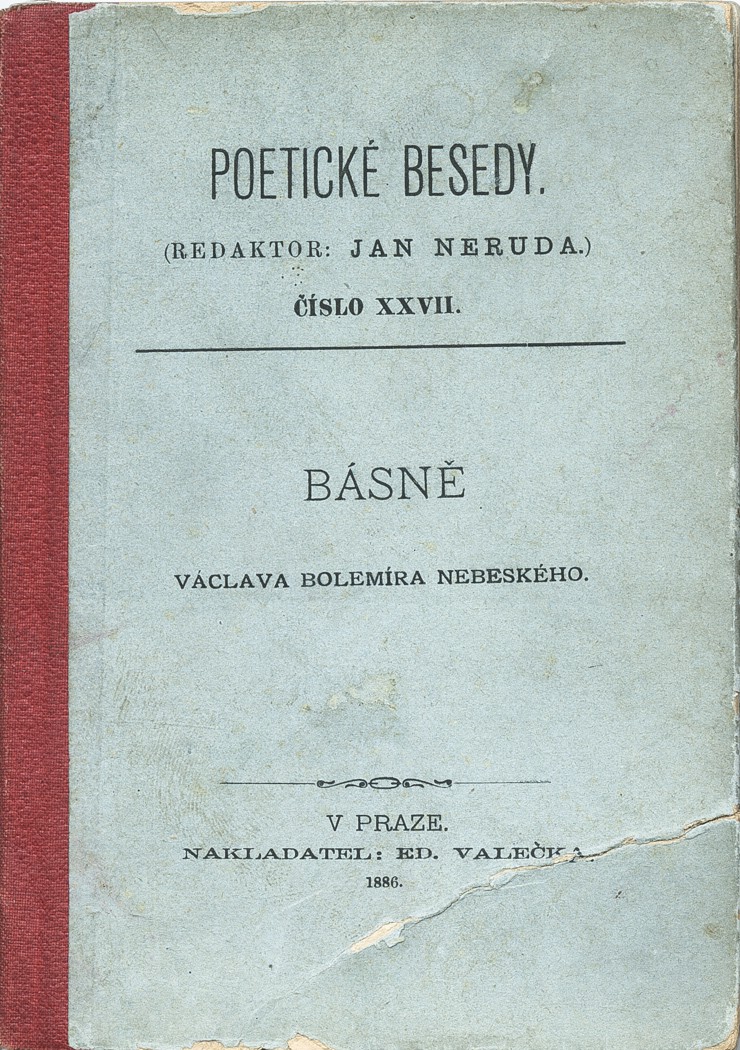 POETICKÉ BESEDY.
(REDAKTOR: JAN NERUDA.)
ČÍSLO XXVII.
BÁSNĚ
VÁCLAVA BOLEMÍRA NEBESKÉHO.
V PRAZE.
NAKLADATEL: ED. VALEČKA.
1886.